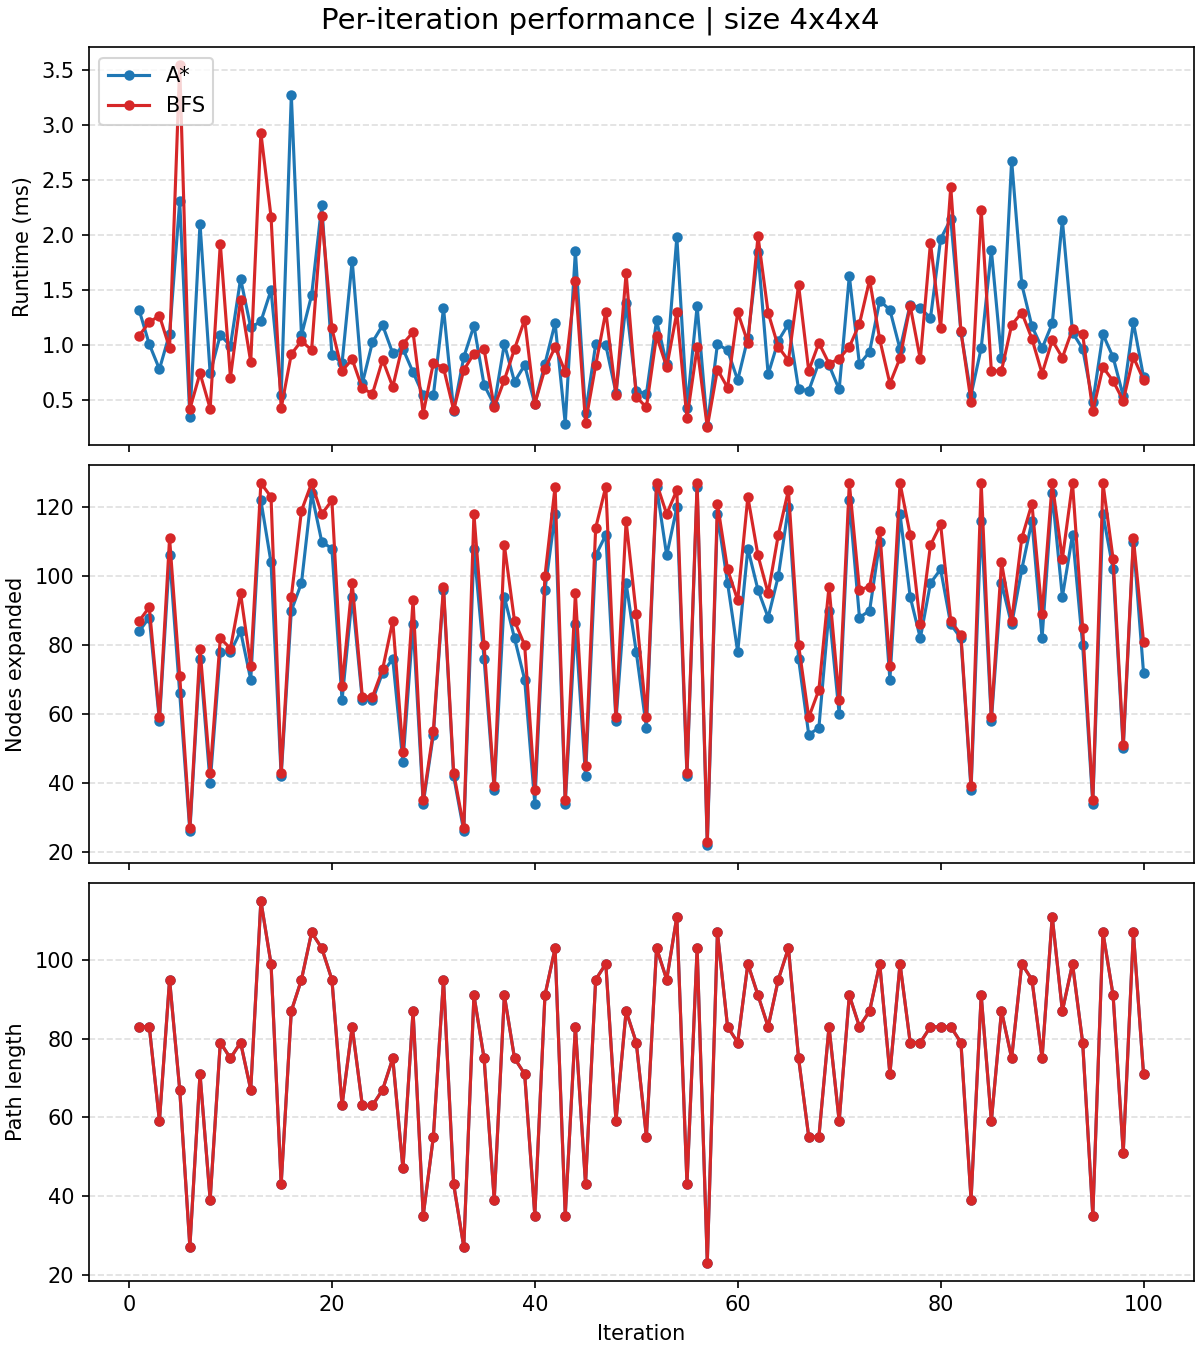 Per-iteration performance | size 4x4x4
A*
BFS
Runtime (ms)
3.5
3.0
2.5
2.0
1.5
1.0
0.5
Nodes expanded
120
100
80
60
40
20
Path length
100
80
60
40
20
0 20 40 60 80 100
Iteration